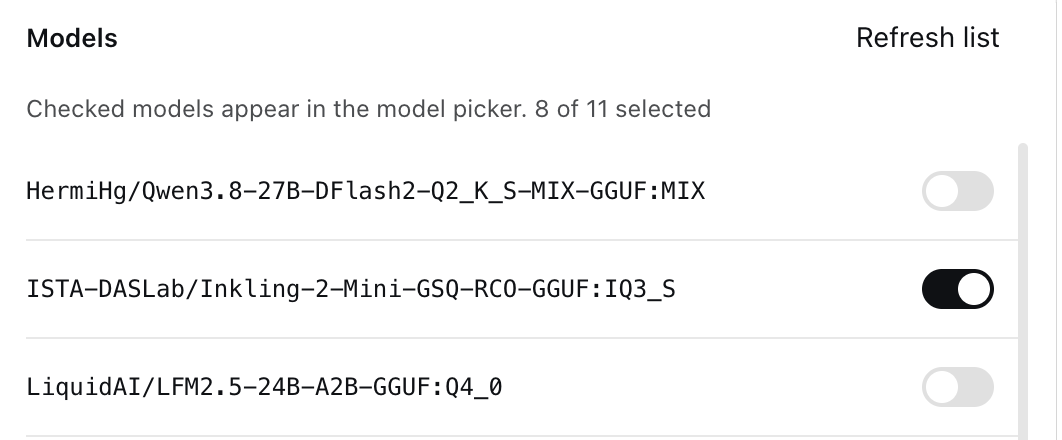 Models
Refresh list
Checked models appear in the model picker. 8 of 11 selected
HermiHg/Qwen3.8-27B-DFlash2-Q2_K_S-MIX-GGUF:MIX
ISTA-DASLab/Inkling-2-Mini-GSQ-RCO-GGUF:IQ3_S
LiquidAI/LFM2.5-24B-A2B-GGUF:Q4_0